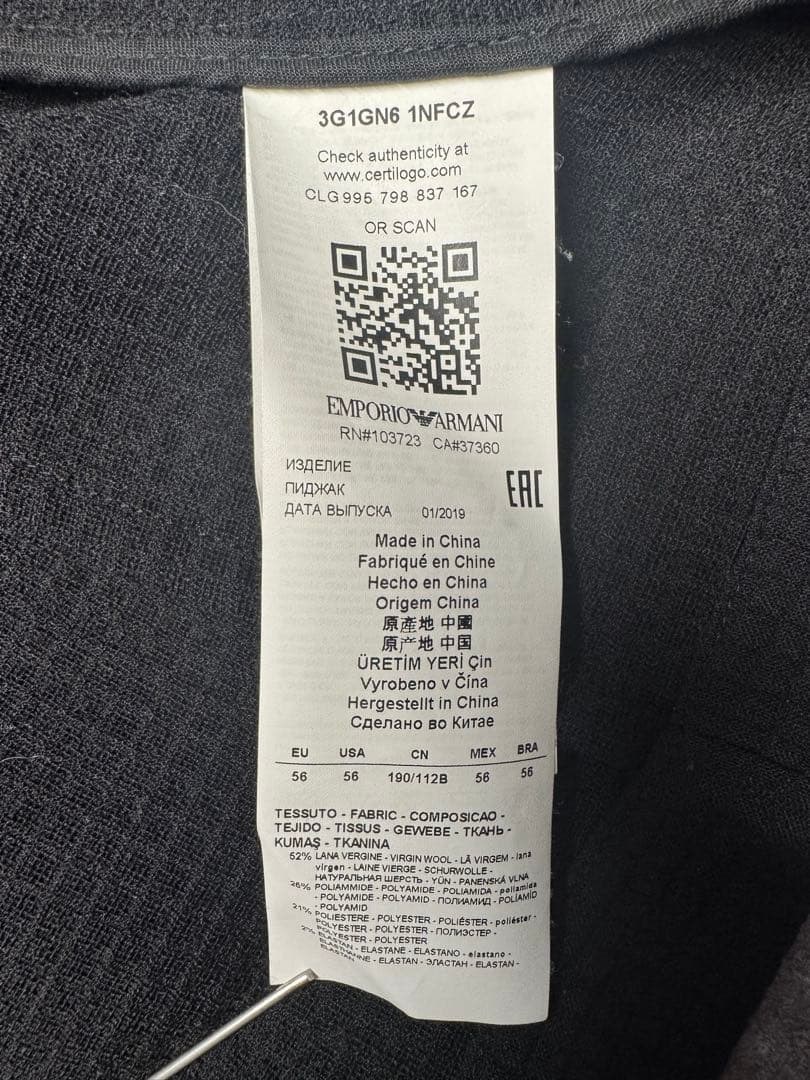 3G1GN6 1NFCZ
Check authenticity at
www.certilogo.com
CLG 995 798 837 167
OR SCAN
EMPORIO ARMANI
RN#103723 CA#37360
ИЗДЕЛИЕ
ПИДЖАК
EAC
ДАТА ВЫПУСКА 01/2019
Made in China
Fabriqué en Chine
Hecho en China
Origem China
原產地 中國
原产地 中国
ÜRETİM YERİ Çin
Vyrobeno v Čína
Hergestellt in China
Сделано во Китае
EU USA CN MEX BRA
56 56 190/112B 56 56
TESSUTO - FABRIC - COMPOSICAO -
TEJIDO - TISSUS - GEWEBE - ТКАНЬ -
KUMAŞ - TKANINA
52% LANA VERGINE - VIRGIN WOOL - LÃ VIRGEM - lana
virgen - LAINE VIERGE - SCHURWOLLE -
НАТУРАЛЬНАЯ ШЕРСТЬ - YÜN - PANENSKÁ VLNA
26% POLIAMMIDE - POLYAMIDE - POLIAMIDA - poliamida
- POLYAMIDE - POLYAMID - ПОЛИАМИД - POLÍAMID
- POLYAMID
21% POLIESTERE - POLYESTER - POLIÉSTER - poliéster -
POLYESTER - POLYESTER - ПОЛИЭСТЕР -
POLYESTER - POLYESTER
2% ELASTAN - ELASTANE - ELASTANO - elastano -
ELASTHANNE - ELASTAN - ЭЛАСТАН - ELASTAN -